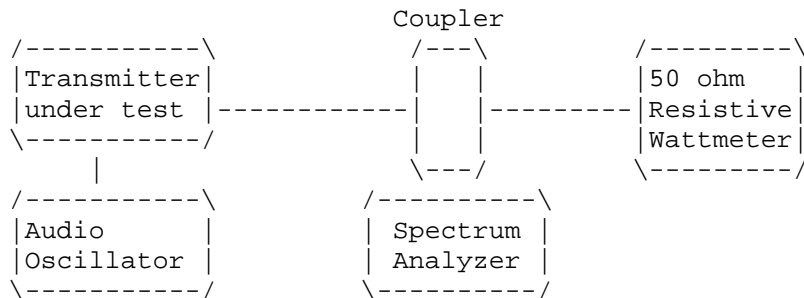 Coupler
Transmitter
under test
50 ohm
Resistive
Wattmeter
Audio
Oscillator
Spectrum
Analyzer